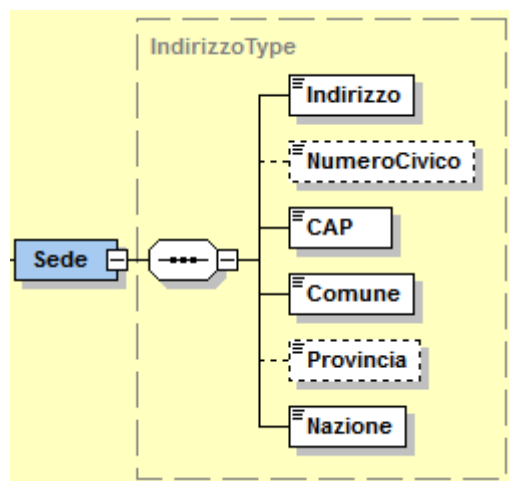 IndirizzoType
Indirizzo
NumeroCivico
CAP
Sede
Comune
Provincia
Nazione